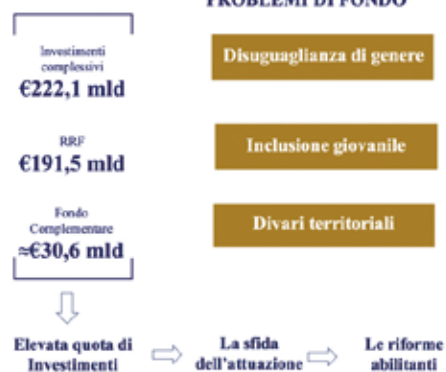 PROBLEMI DI FONDO
Investimenti
complessivi
€222,1 mld
Disuguaglianza di genere
RRF
€191,5 mld
Inclusione giovanile
Fondo
Complementare
≈€30,6 mld
Divari territoriali
Elevata quota di
Investimenti
La sfida
dell'attuazione
Le riforme
abilitanti